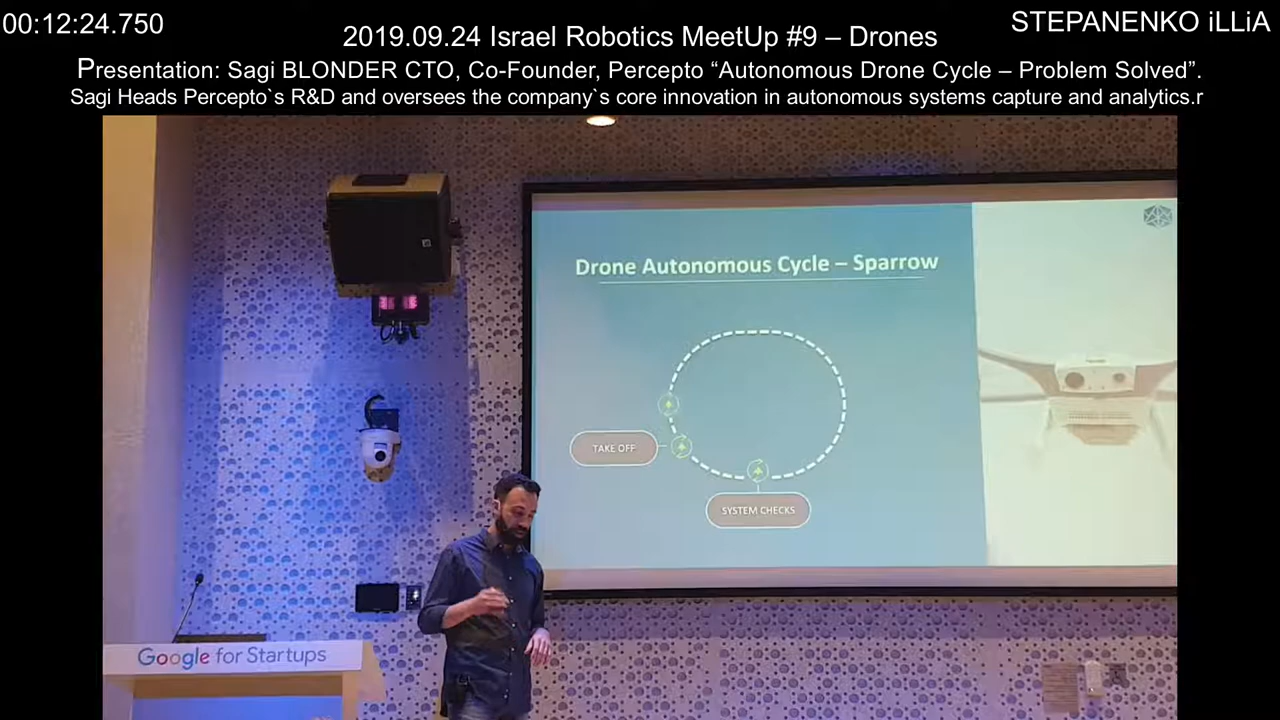 00:12:24.750
STEPANENKO iLLiA
2019.09.24 Israel Robotics MeetUp #9 – Drones
Presentation: Sagi BLONDER CTO, Co-Founder, Percepto “Autonomous Drone Cycle – Problem Solved”.
Sagi Heads Percepto`s R&D and oversees the company`s core innovation in autonomous systems capture and analytics.r
Drone Autonomous Cycle – Sparrow
TAKE OFF
SYSTEM CHECKS
Google for Startups